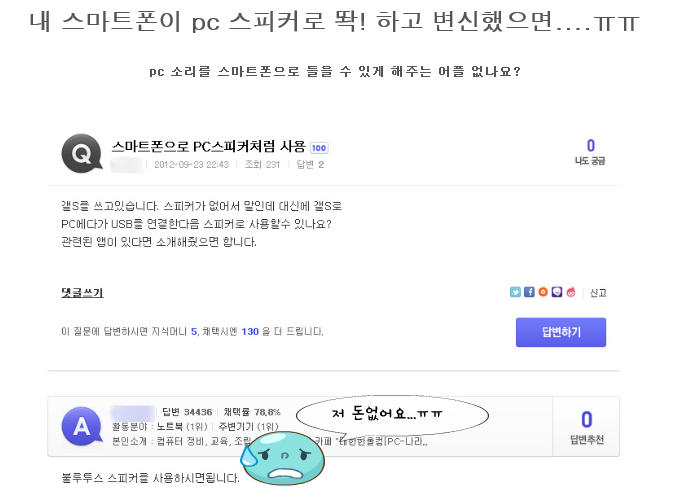 내 스마트폰이 pc 스피커로 똭! 하고 변신했으면....ㅠㅠ
pc 소리를 스마트폰으로 들을 수 있게 해주는 어플 없나요?
Q 스마트폰으로 PC스피커처럼 사용 100
2012-09-23 22:43 조회 231 답변 2
0
나도 궁금
갤S를 쓰고있습니다. 스피커가 없어서 말인데 대신에 갤S로
PC에다가 USB를 연결한다음 스피커로 사용할수 있나요?
관련된 앱이 있다면 소개해줬으면 합니다.
댓글쓰기
신고
이 질문에 답변하시면 지식머니 5, 채택시엔 130 을 더 드립니다.
답변하기
A
답변 34436 채택률 78,8%
활동분야 : 노트북 (1위) 주변기기 (1위)
본인소개 : 컴퓨터 정비, 교육, 조립
카페 "대한민국컴[PC-나라..
저 돈없어요...ㅠㅠ
0
답변추천
블루투스 스피커를 사용하시면됩니다.